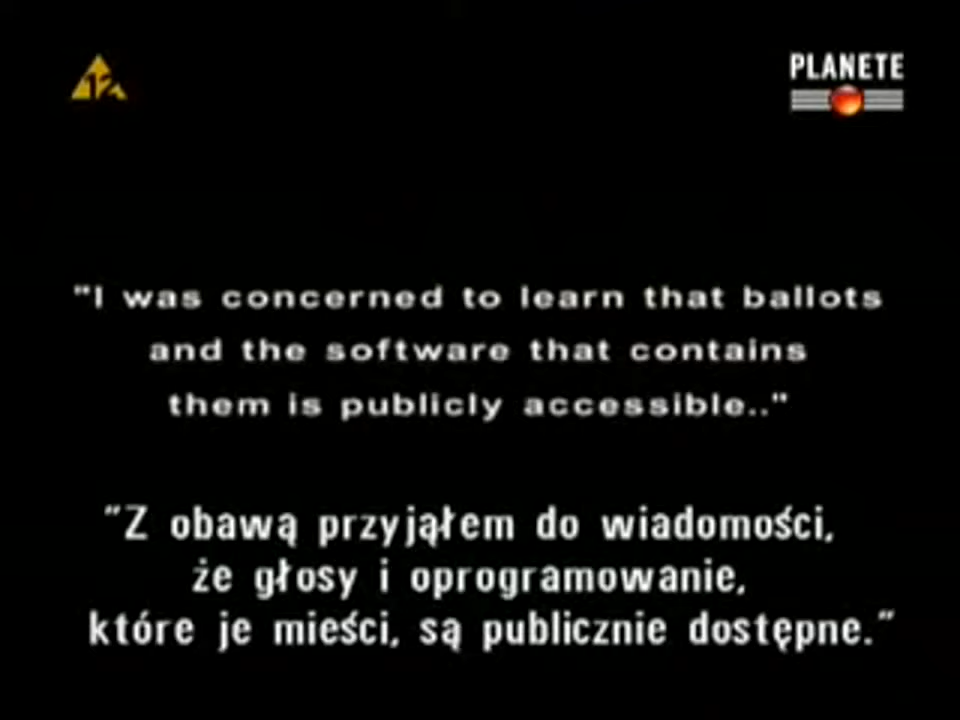 12
PLANETE
"I was concerned to learn that ballots
and the software that contains
them is publicly accessible.."
"Z obawą przyjąłem do wiadomości,
że głosy i oprogramowanie,
które je mieści, są publicznie dostępne."